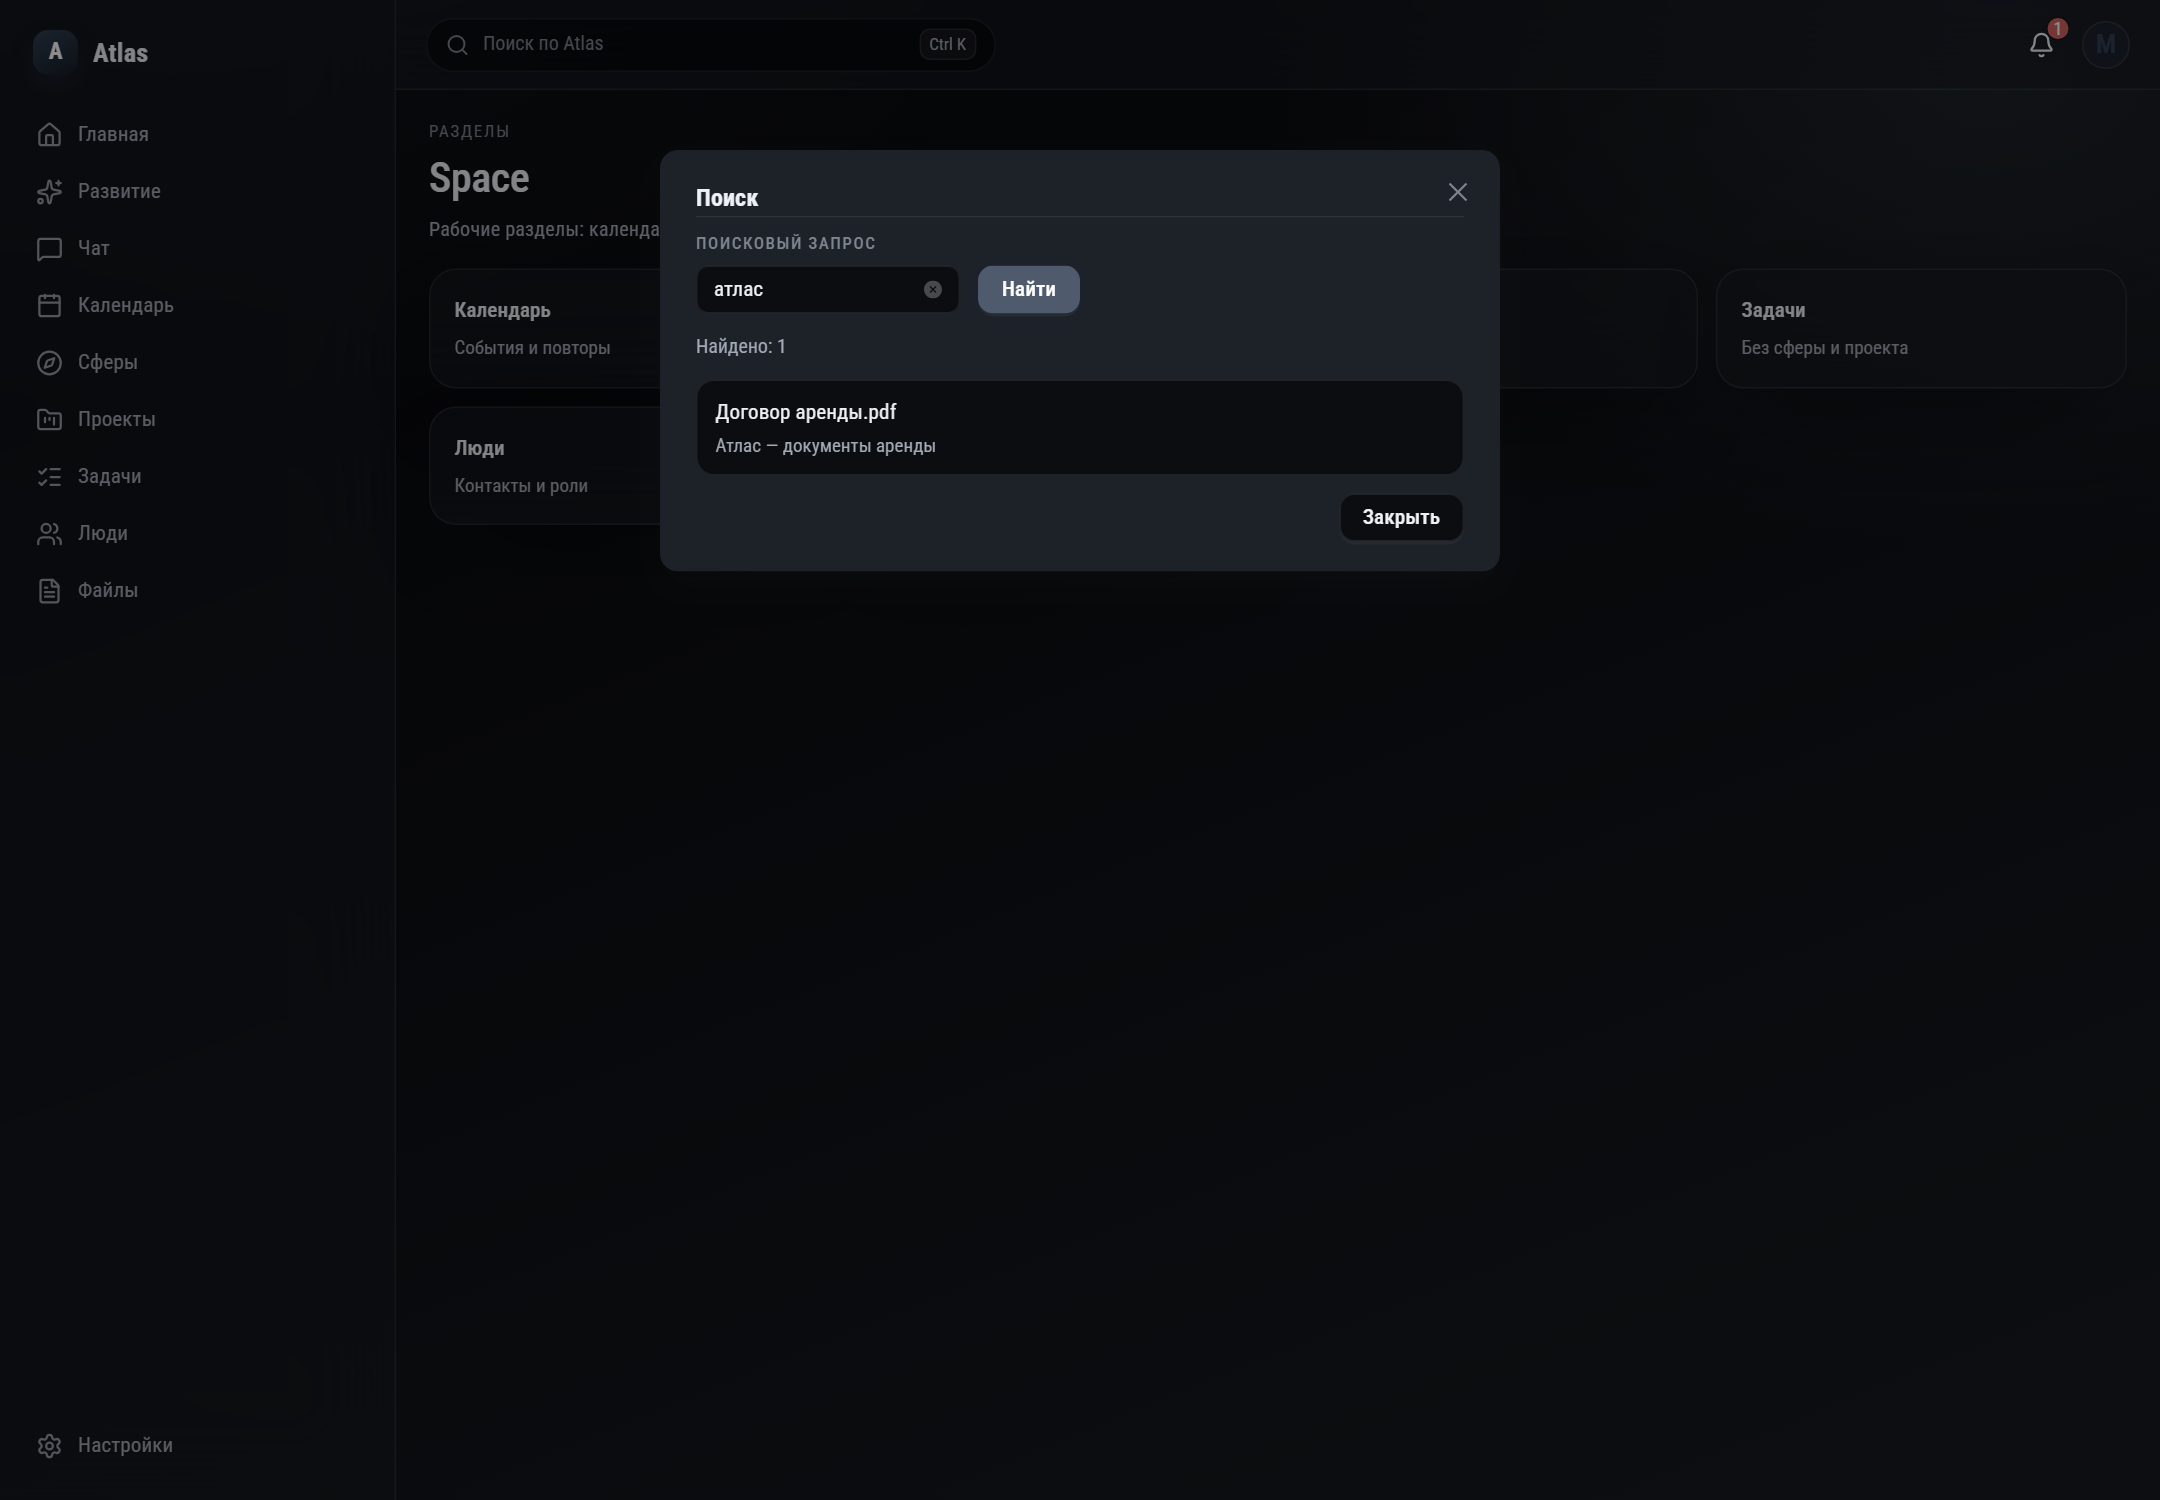 A Atlas
Поиск по Atlas
Ctrl K
1
M
Главная
Развитие
Чат
Календарь
Сферы
Проекты
Задачи
Люди
Файлы
Настройки
РАЗДЕЛЫ
Space
Рабочие разделы:
Календарь
События и повторы
Задачи
Без сферы и проекта
Люди
Контакты и роли
Поиск
ПОИСКОВЫЙ ЗАПРОС
атлас
Найти
Найдено: 1
Договор аренды.pdf
Атлас — документы аренды
Закрыть